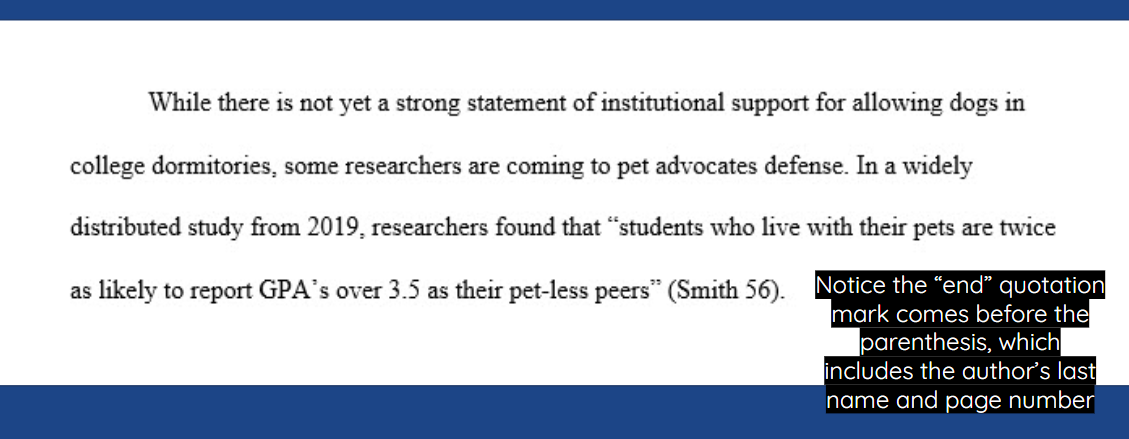 While there is not yet a strong statement of institutional support for allowing dogs in
college dormitories, some researchers are coming to pet advocates defense. In a widely
distributed study from 2019, researchers found that “students who live with their pets are twice
as likely to report GPA’s over 3.5 as their pet-less peers” (Smith 56).
Notice the “end” quotation
mark comes before the
parenthesis, which
includes the author’s last
name and page number